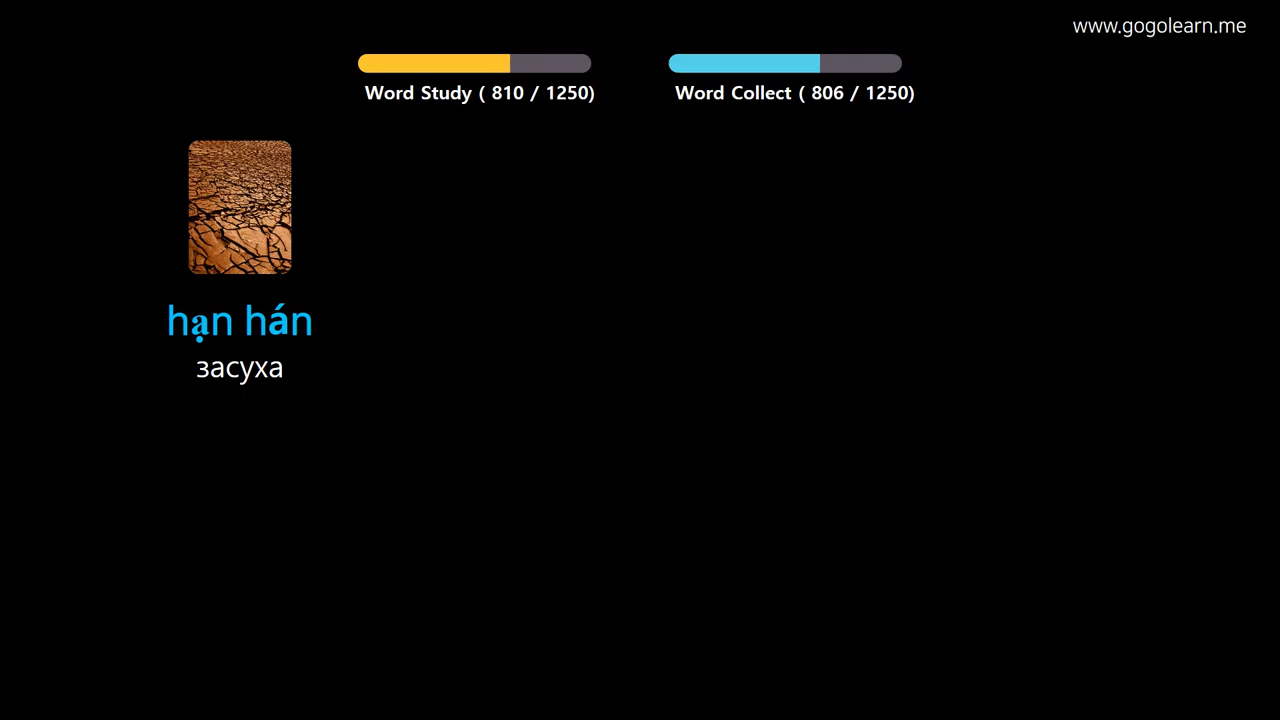 www.gogolearn.me
Word Study ( 810 / 1250)
Word Collect ( 806 / 1250)
hạn hán
засуха